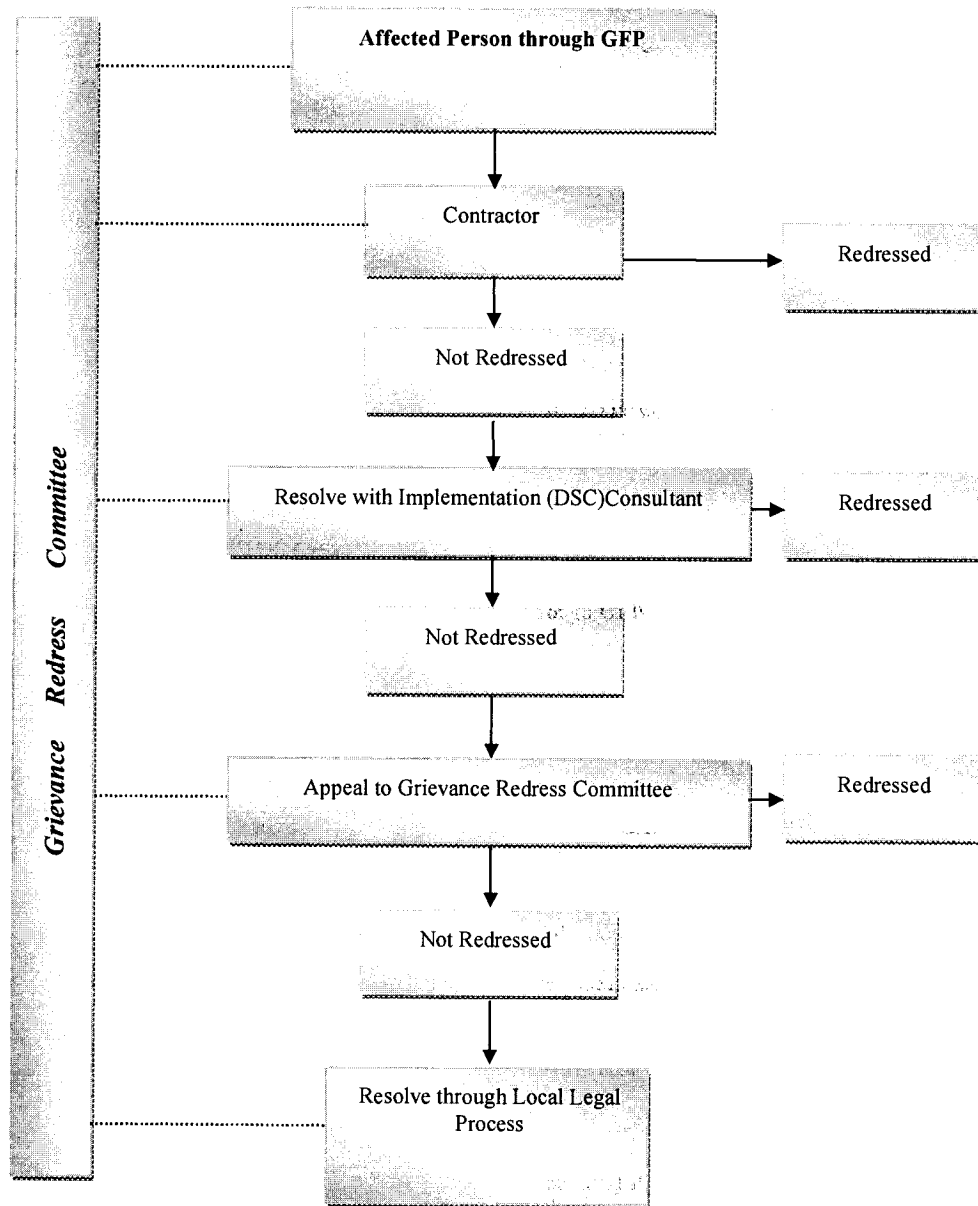 Affected Person through GFP
Contractor
Redressed
Not Redressed
Resolve with Implementation (DSC)Consultant
Redressed
Not Redressed
Appeal to Grievance Redress Committee
Redressed
Not Redressed
Resolve through Local Legal
Process
Grievance Redress Committee